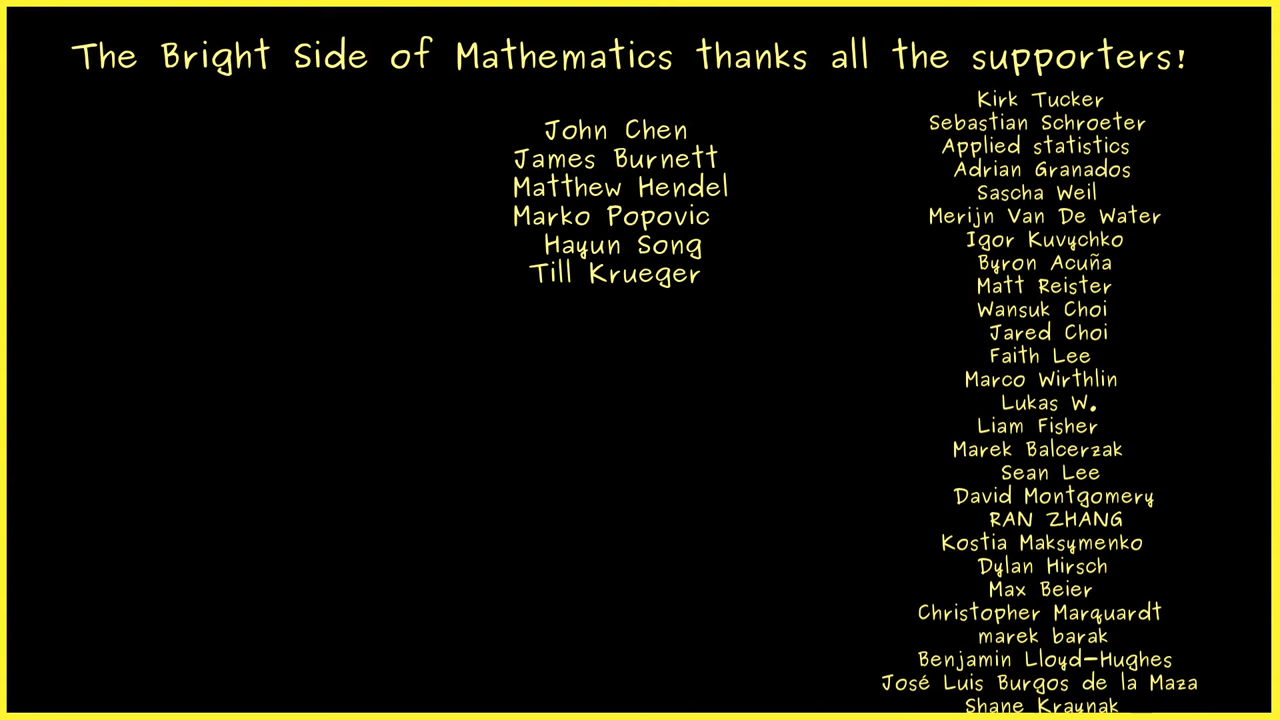 The Bright Side of Mathematics thanks all the supporters!
John Chen
James Burnett
Matthew Hendel
Marko Popovic
Hayun Song
Till Krueger
Kirk Tucker
Sebastian Schroeter
Applied statistics
Adrian Granados
Sascha Weil
Merijn Van De Water
Igor Kuvychko
Byron Acuña
Matt Reister
Wansuk Choi
Jared Choi
Faith Lee
Marco Wirthlin
Lukas W.
Liam Fisher
Marek Balcerzak
Sean Lee
David Montgomery
RAN ZHANG
Kostia Maksymenko
Dylan Hirsch
Max Beier
Christopher Marquardt
marek barak
Benjamin Lloyd-Hughes
José Luis Burgos de la Maza
Shane Kraynak